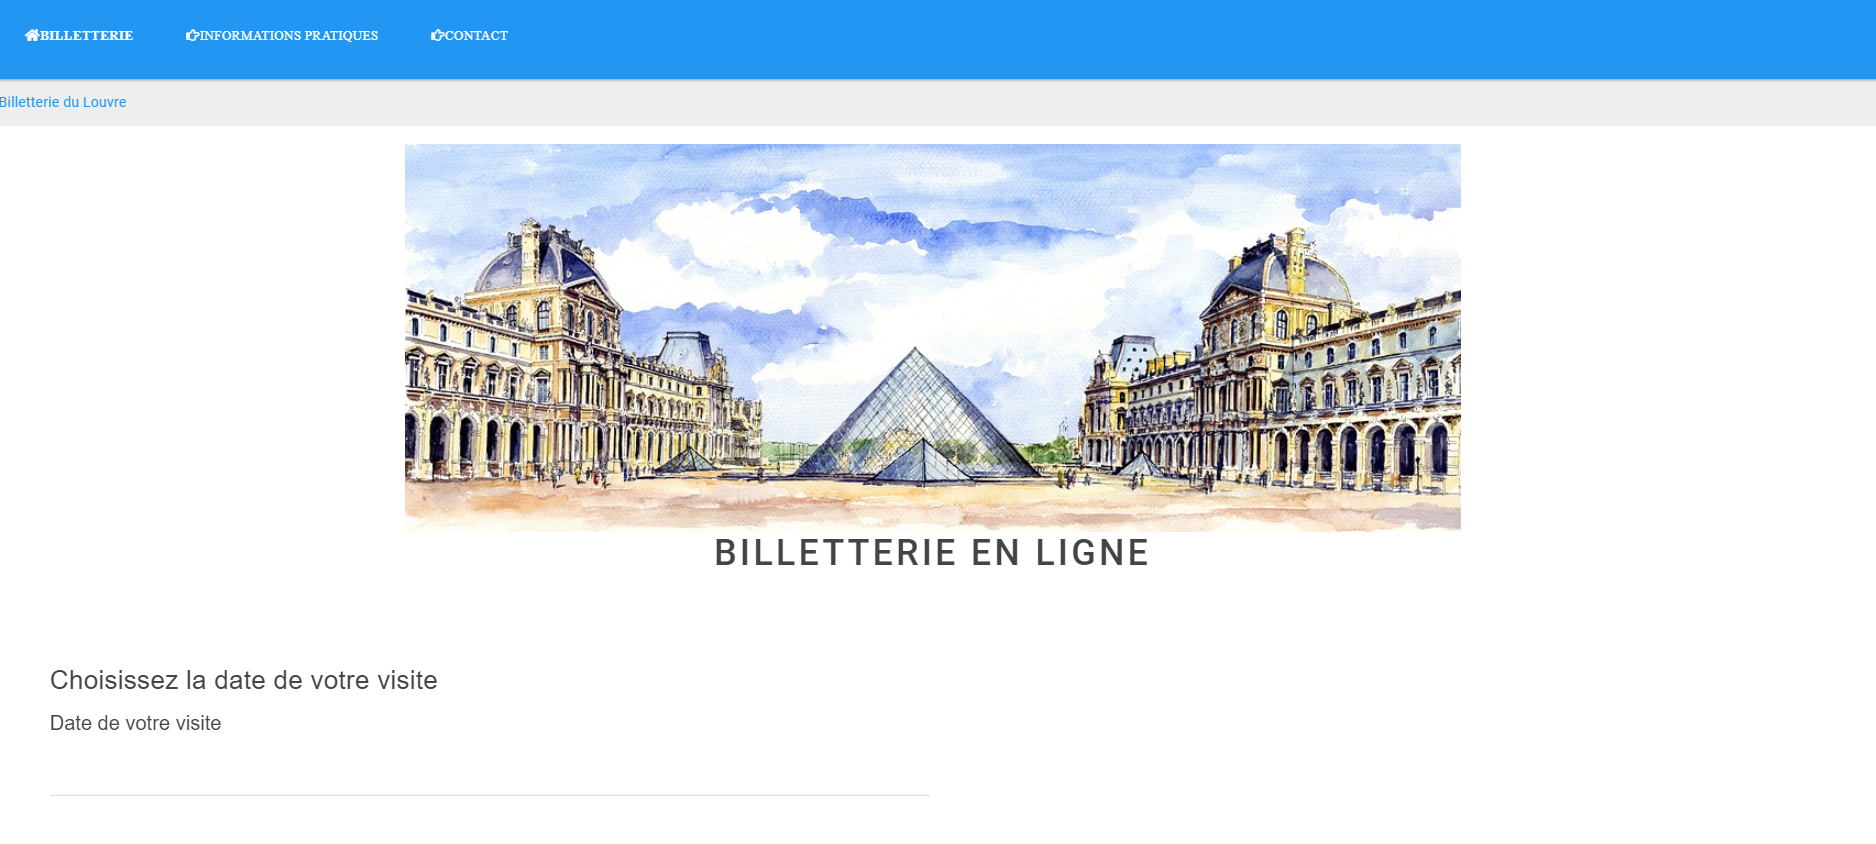 BILLETTERIE INFORMATIONS PRATIQUES CONTACT
Billetterie du Louvre
BILLETTERIE EN LIGNE
Choisissez la date de votre visite
Date de votre visite